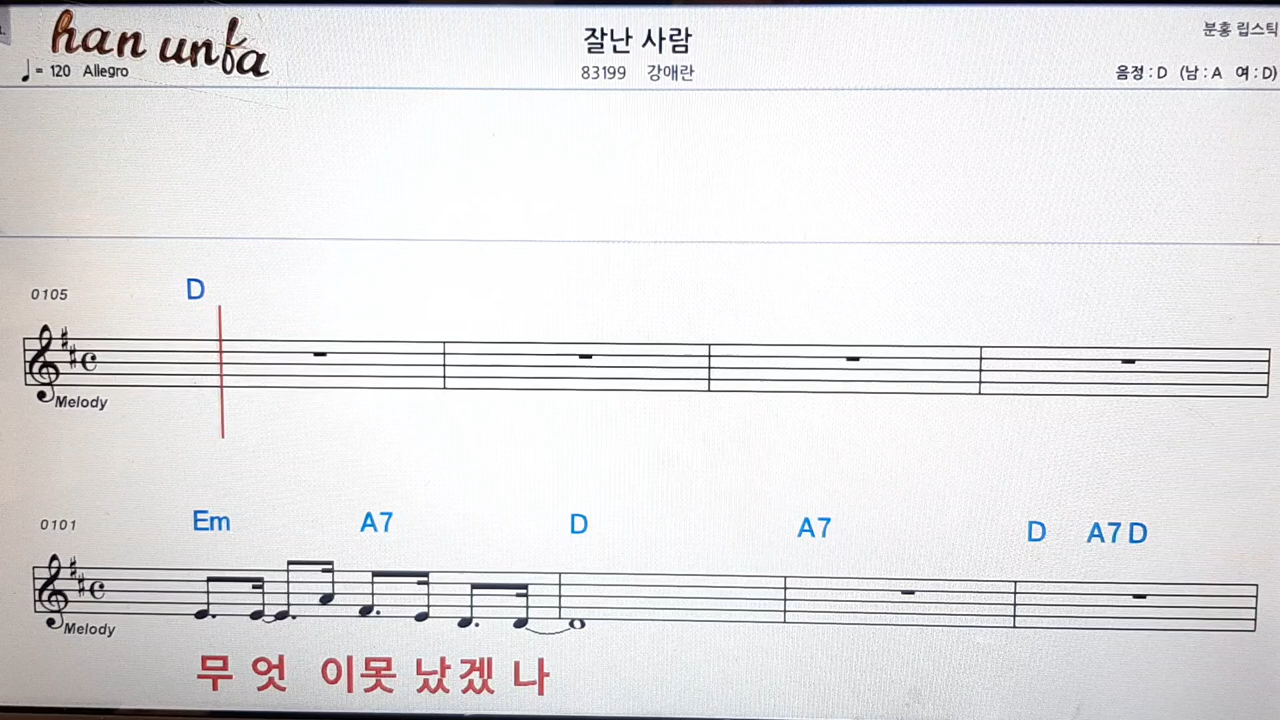 han unfa
잘난 사람
분홍 립스틱
♩= 120 Allegro
83199 강애란
음정 : D (남 : A 여 : D)
0105
D
Melody
0101
Em A7 D A7 D A7 D
Melody
무 엇 이못 났겠 나